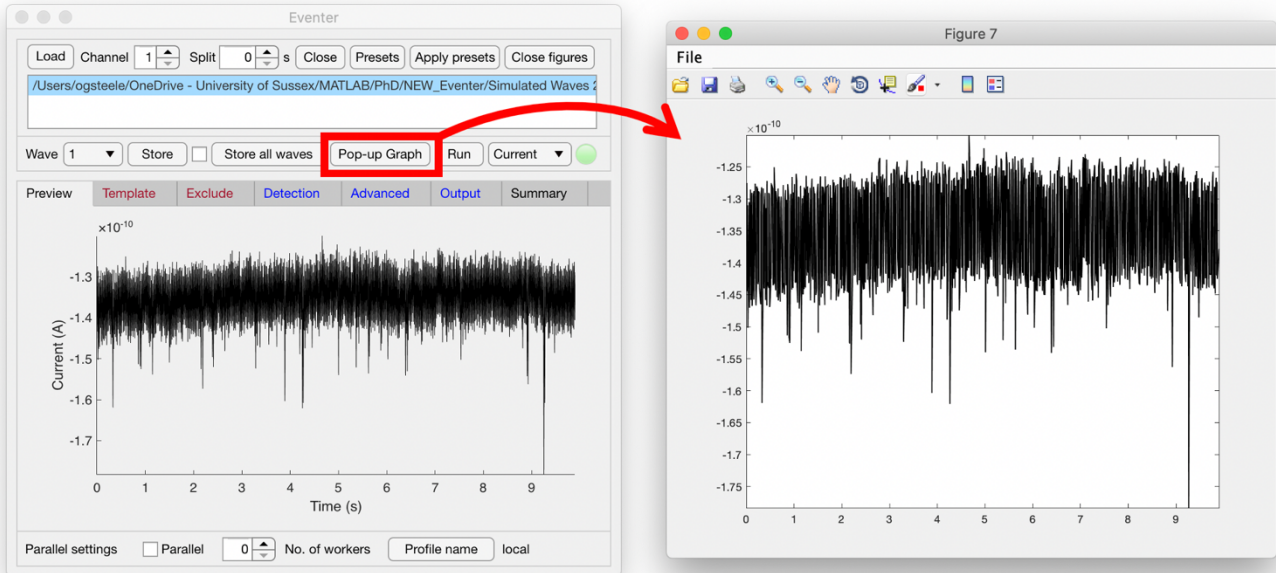 Eventer
Load Channel 1 Split 0 s Close Presets Apply presets Close figures
/Users/ogsteele/OneDrive - University of Sussex/MATLAB/PhD/NEW_Eventer/Simulated Waves 2
Wave 1 Store Store all waves Pop-up Graph Run Current
Preview Template Exclude Detection Advanced Output Summary
×10-10
-1.3
-1.4
-1.5
-1.6
-1.7
Current (A)
0 1 2 3 4 5 6 7 8 9
Time (s)
Parallel settings Parallel 0 No. of workers Profile name local
Figure 7
File
×10-10
-1.25
-1.3
-1.35
-1.4
-1.45
-1.5
-1.55
-1.6
-1.65
-1.7
-1.75
0 1 2 3 4 5 6 7 8 9